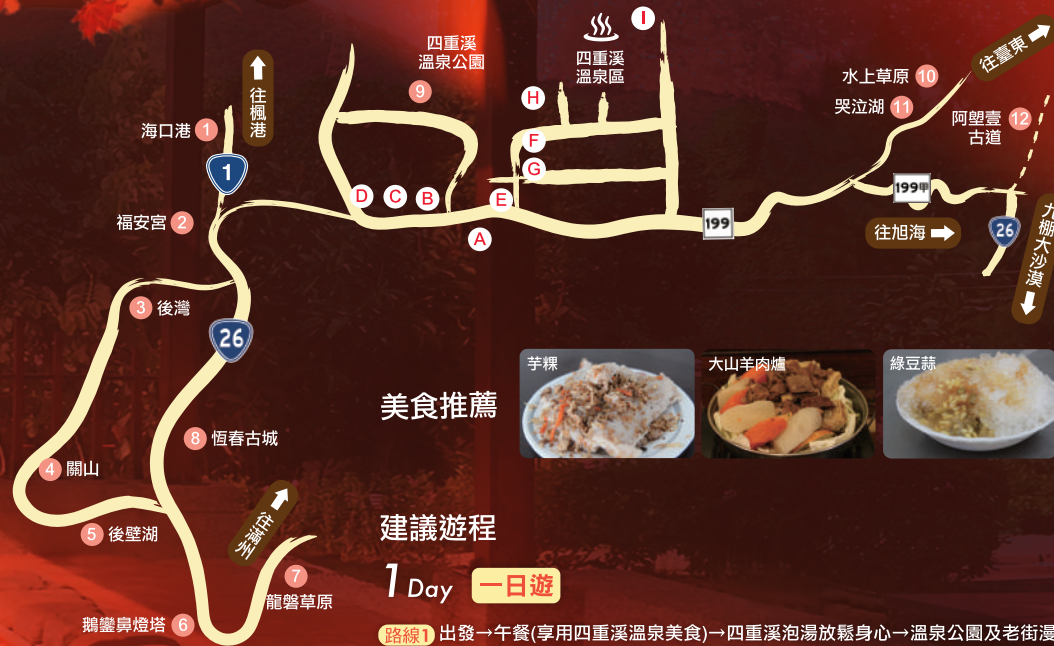 I
四重溪
溫泉公園
9
四重溪
溫泉區
往臺東
往楓港
水上草原 10
哭泣湖 11
阿塱壹
古道
12
海口港 1
H
F
G
1
D C B E
A
199甲
199
26
往旭海
九棚大沙漠
福安宮 2
3 後灣
26
美食推薦
芋粿
大山羊肉爐
綠豆蒜
8 恆春古城
4 關山
5 後壁湖
往滿州
7
龍磐草原
鵝鑾鼻燈塔 6
建議遊程
1 Day 一日遊
路線1 出發→午餐(享用四重溪溫泉美食)→四重溪泡湯放鬆身心→溫泉公園及老街漫